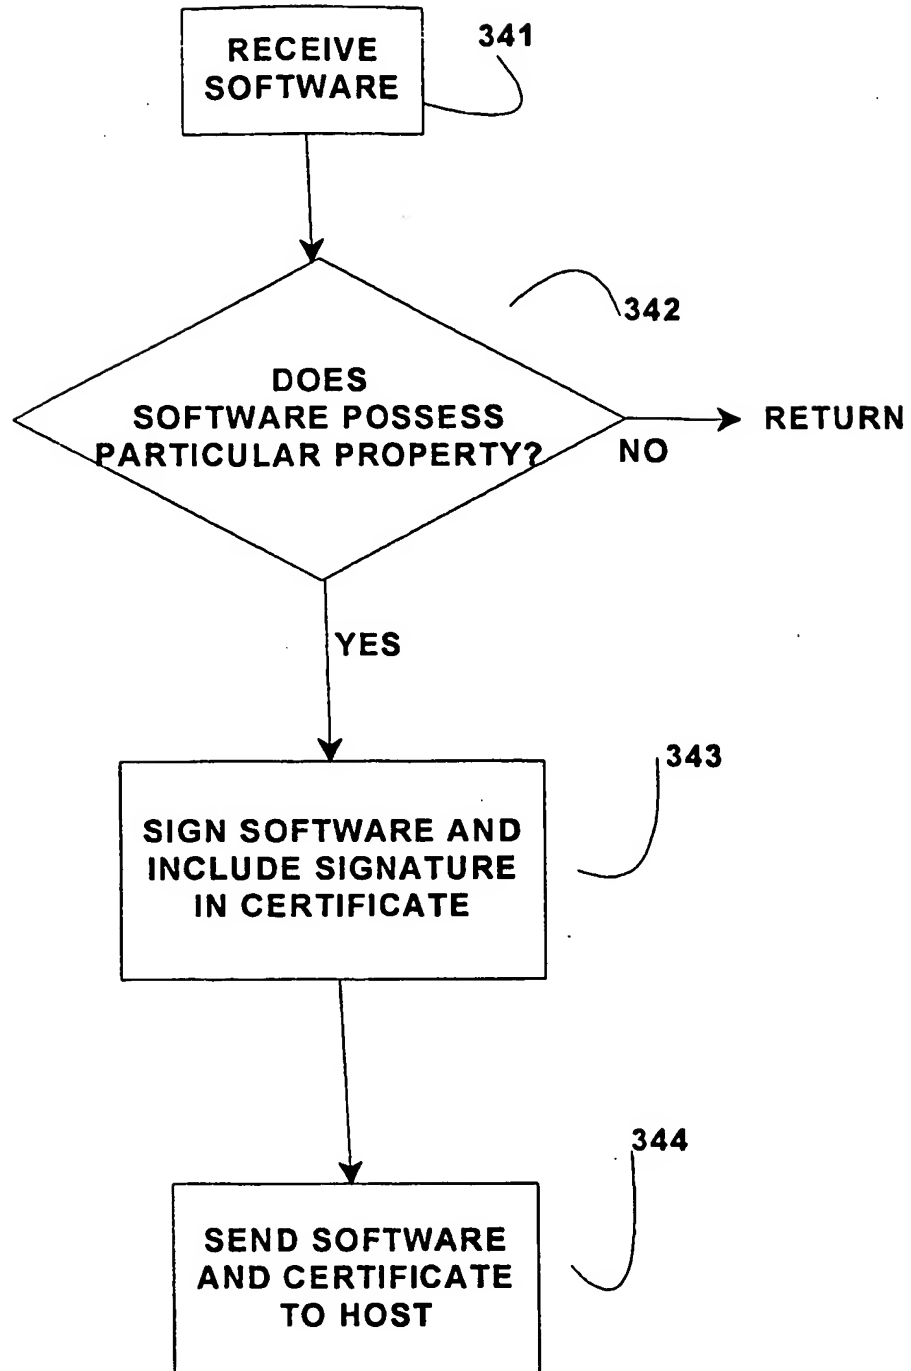 RECEIVE
SOFTWARE
341
342
DOES
SOFTWARE POSSESS
PARTICULAR PROPERTY?
NO
RETURN
YES
343
SIGN SOFTWARE AND
INCLUDE SIGNATURE
IN CERTIFICATE
344
SEND SOFTWARE
AND CERTIFICATE
TO HOST